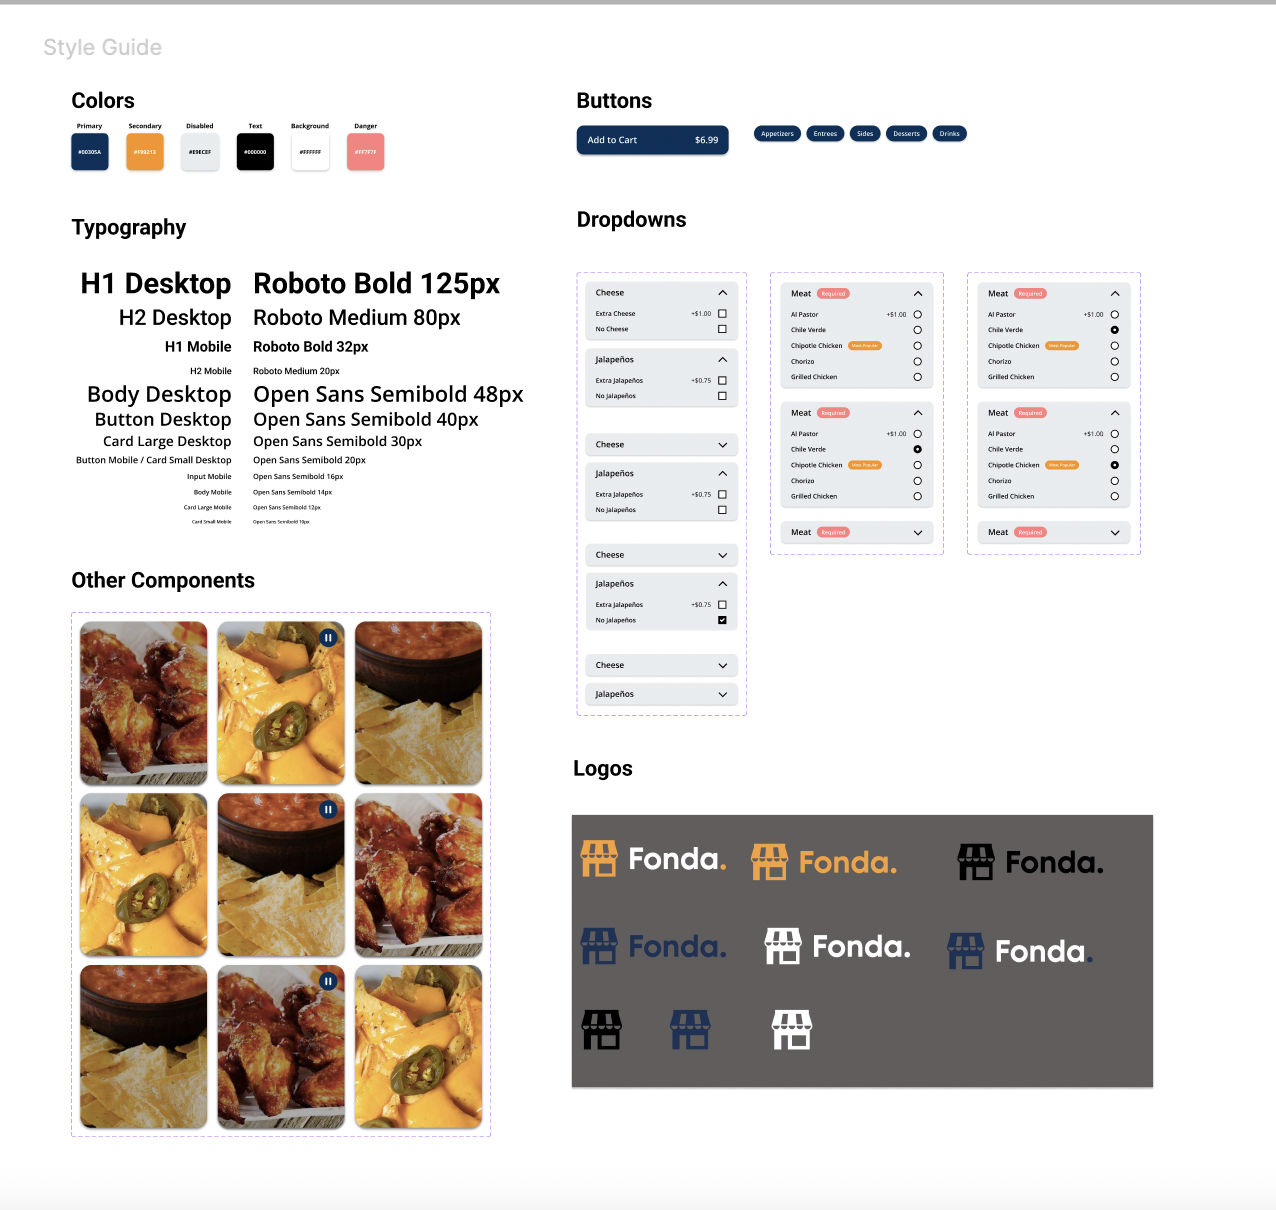 Style Guide
Colors
Primary Secondary Disabled Text Background Danger
#00305A #F99213 #E9ECEF #000000 #FFFFFF #FF7F7F
Typography
H1 Desktop Roboto Bold 125px
H2 Desktop Roboto Medium 80px
H1 Mobile Roboto Bold 32px
H2 Mobile Roboto Medium 20px
Body Desktop Open Sans Semibold 48px
Button Desktop Open Sans Semibold 40px
Card Large Desktop Open Sans Semibold 30px
Button Mobile / Card Small Desktop Open Sans Semibold 20px
Input Mobile Open Sans Semibold 16px
Body Mobile Open Sans Semibold 14px
Card Large Mobile Open Sans Semibold 12px
Card Small Mobile Open Sans Semibold 10px
Other Components
Buttons
Add to Cart $6.99
Appetizers Entrees Sides Desserts Drinks
Dropdowns
Cheese
Extra Cheese +$1.00
No Cheese
Jalapeños
Extra Jalapeños +$0.75
No Jalapeños
Cheese
Jalapeños
Extra Jalapeños +$0.75
No Jalapeños
Cheese
Jalapeños
Extra Jalapeños +$0.75
No Jalapeños
Cheese
Jalapeños
Meat Required
Al Pastor +$1.00
Chile Verde
Chipotle Chicken Most Popular
Chorizo
Grilled Chicken
Meat Required
Al Pastor +$1.00
Chile Verde
Chipotle Chicken Most Popular
Chorizo
Grilled Chicken
Meat Required
Meat Required
Al Pastor +$1.00
Chile Verde
Chipotle Chicken Most Popular
Chorizo
Grilled Chicken
Meat Required
Al Pastor +$1.00
Chile Verde
Chipotle Chicken Most Popular
Chorizo
Grilled Chicken
Meat Required
Logos
Fonda. Fonda. Fonda.
Fonda. Fonda. Fonda.